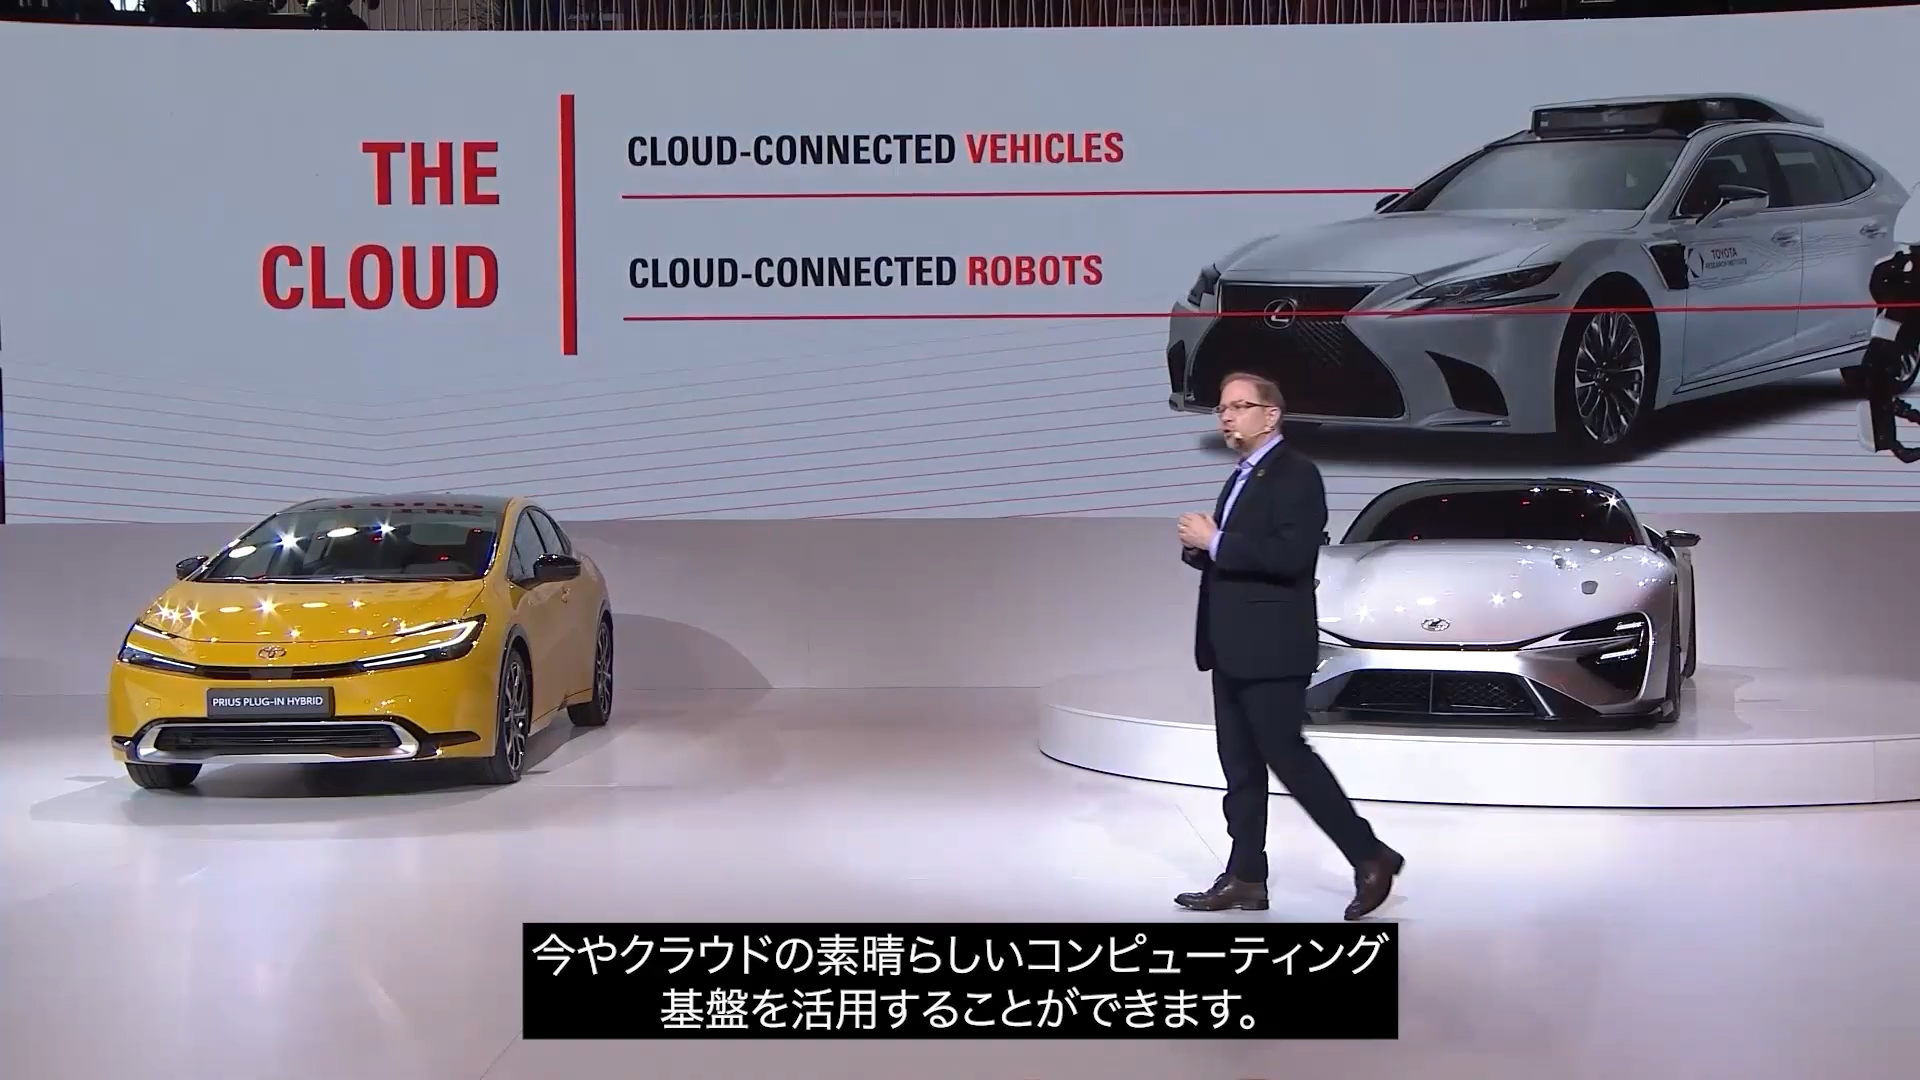 THE
CLOUD
CLOUD-CONNECTED VEHICLES
CLOUD-CONNECTED ROBOTS
TOYOTA
RESEARCH INSTITUTE
PRIUS PLUG-IN HYBRID
今やクラウドの素晴らしいコンピューティング
基盤を活用することができます。